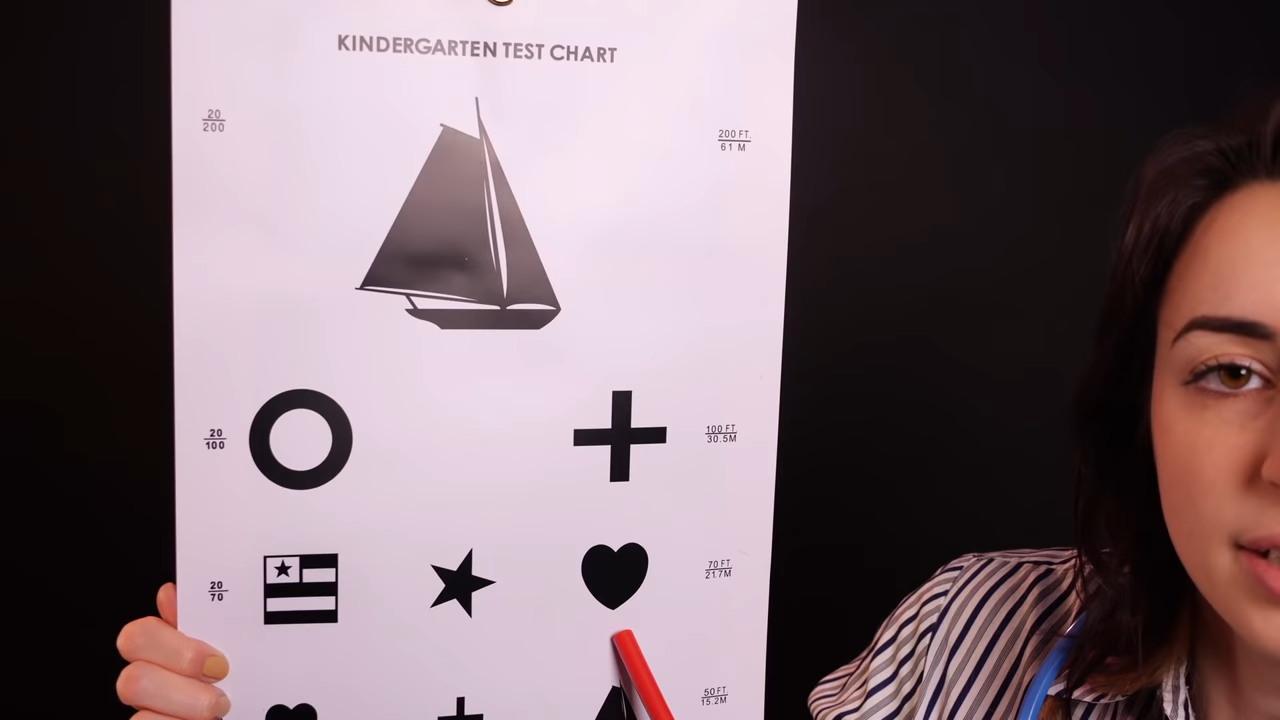 KINDERGARTEN TEST CHART
20
200
200 FT.
61 M
20
100
100 FT
30.5M
20
70
70 FT
21.7M
50 FT
15.2M